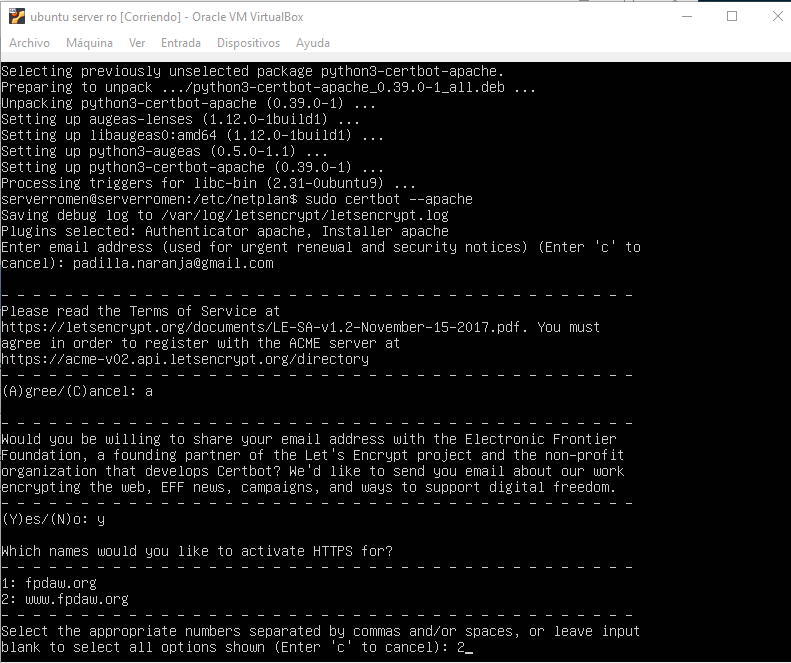 ubuntu server ro [Corriendo] - Oracle VM VirtualBox
Archivo Máquina Ver Entrada Dispositivos Ayuda
Selecting previously unselected package python3-certbot-apache.
Preparing to unpack .../python3-certbot-apache_0.39.0-1_all.deb ...
Unpacking python3-certbot-apache (0.39.0-1) ...
Setting up augeas-lenses (1.12.0-1build1) ...
Setting up libaugeas0:amd64 (1.12.0-1build1) ...
Setting up python3-augeas (0.5.0-1.1) ...
Setting up python3-certbot-apache (0.39.0-1) ...
Processing triggers for libc-bin (2.31-0ubuntu9) ...
serverromen@serverromen:/etc/netplan$ sudo certbot --apache
Saving debug log to /var/log/letsencrypt/letsencrypt.log
Plugins selected: Authenticator apache, Installer apache
Enter email address (used for urgent renewal and security notices) (Enter 'c' to
cancel): padilla.naranja@gmail.com
- - - - - - - - - - - - - - - - - - - - - - - - - - - - - - - - - - - - - - - -
Please read the Terms of Service at
https://letsencrypt.org/documents/LE-SA-v1.2-November-15-2017.pdf. You must
agree in order to register with the ACME server at
https://acme-v02.api.letsencrypt.org/directory
- - - - - - - - - - - - - - - - - - - - - - - - - - - - - - - - - - - - - - - -
(A)gree/(C)ancel: a
- - - - - - - - - - - - - - - - - - - - - - - - - - - - - - - - - - - - - - - -
Would you be willing to share your email address with the Electronic Frontier
Foundation, a founding partner of the Let's Encrypt project and the non-profit
organization that develops Certbot? We'd like to send you email about our work
encrypting the web, EFF news, campaigns, and ways to support digital freedom.
- - - - - - - - - - - - - - - - - - - - - - - - - - - - - - - - - - - - - - - -
(Y)es/(N)o: y
Which names would you like to activate HTTPS for?
- - - - - - - - - - - - - - - - - - - - - - - - - - - - - - - - - - - - - - - -
1: fpdaw.org
2: www.fpdaw.org
- - - - - - - - - - - - - - - - - - - - - - - - - - - - - - - - - - - - - - - -
Select the appropriate numbers separated by commas and/or spaces, or leave input
blank to select all options shown (Enter 'c' to cancel): 2_